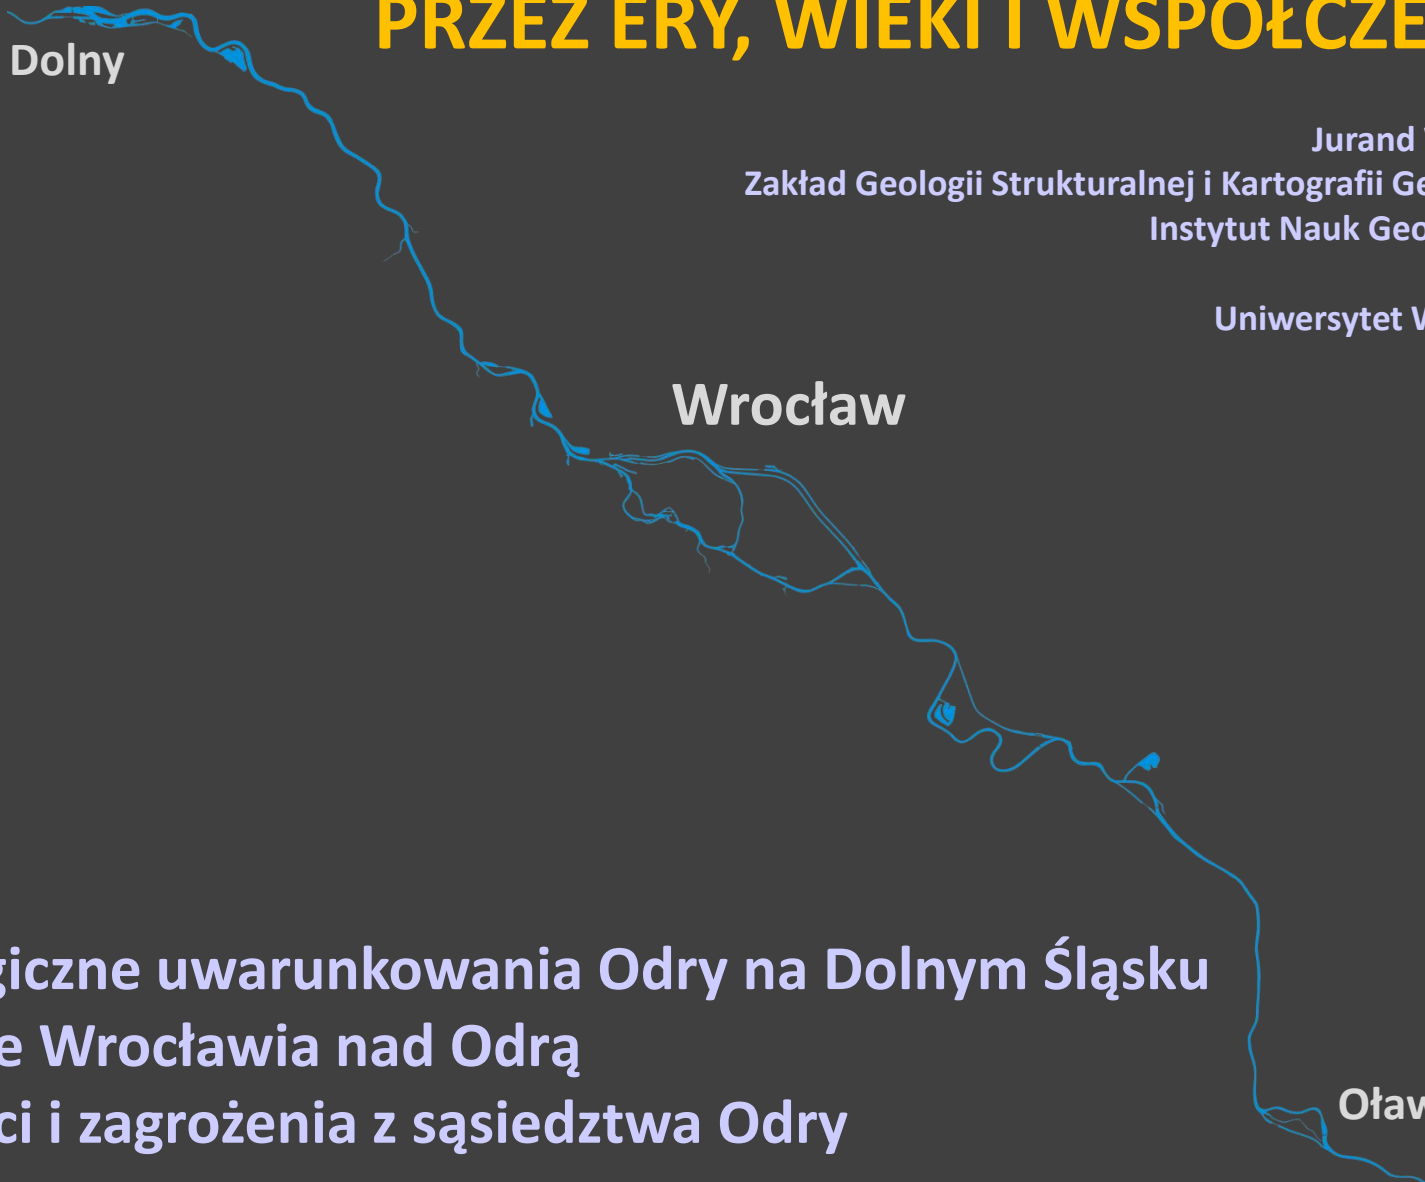 PRZEZ ERY, WIEKI I WSPÓŁCZE
Dolny
Jurand
Zakład Geologii Strukturalnej i Kartografii Ge
Instytut Nauk Geo
Uniwersytet W
Wrocław
giczne uwarunkowania Odry na Dolnym Śląsku
e Wrocławia nad Odrą
ci i zagrożenia z sąsiedztwa Odry
Oław